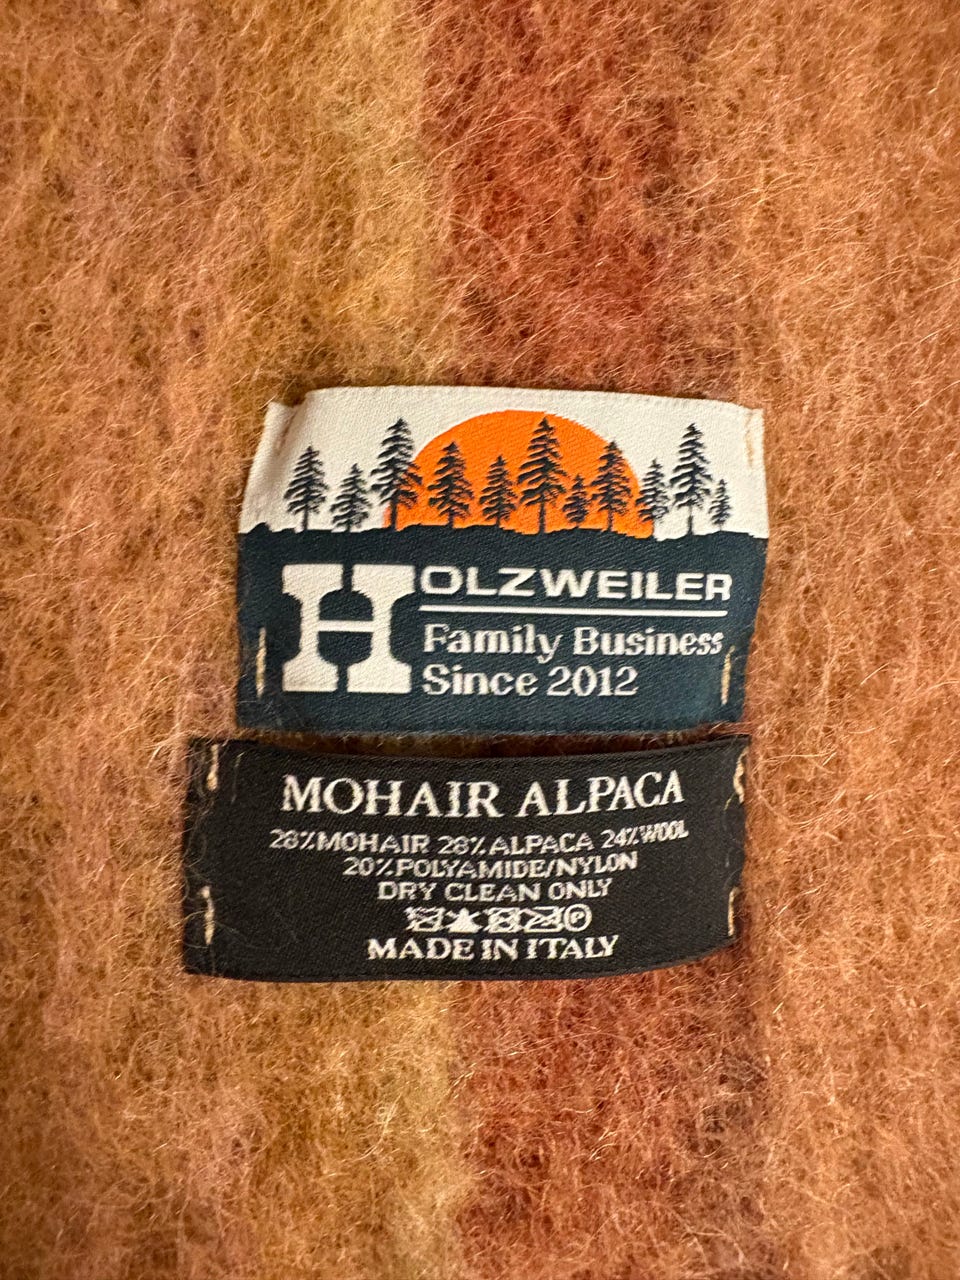 HOLZWEILER
Family Business
Since 2012
MOHAIR ALPACA
28%MOHAIR 28%ALPACA 24%WOOL
20%POLYAMIDE/NYLON
DRY CLEAN ONLY
P
MADE IN ITALY